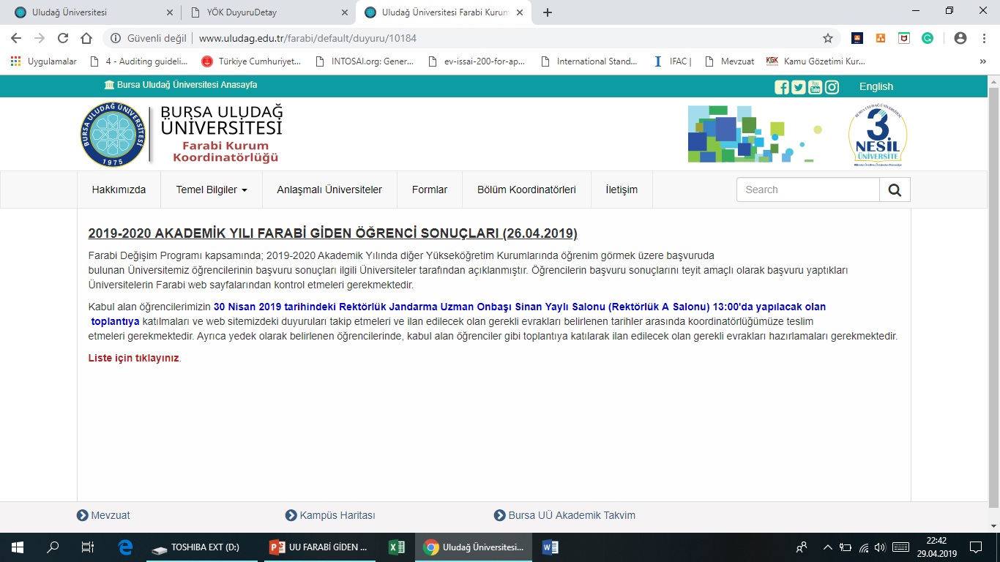 Uludağ Üniversitesi
YÖK DuyuruDetay
Uludağ Üniversitesi Farabi Kurum
Güvenli değil
www.uludag.edu.tr/farabi/default/duyuru/10184
Uygulamalar
4 - Auditing guideli...
Türkiye Cumhuriyet...
INTOSAI.org: Gener...
ev-issai-200-for-ap...
International Stand...
IFAC |
Mevzuat
KGK
Kamu Gözetimi Kur...
»
Bursa Uludağ Üniversitesi Anasayfa
English
BURSA ULUDAĞ ÜNİVERSİTESİ
1975
BURSA ULUDAĞ
ÜNİVERSİTESİ
Farabi Kurum
Koordinatörlüğü
3
NESİL
ÜNİVERSİTE
Hakkımızda
Temel Bilgiler
Anlaşmalı Üniversiteler
Formlar
Bölüm Koordinatörleri
İletişim
Search
2019-2020 AKADEMİK YILI FARABİ GİDEN ÖĞRENCİ SONUÇLARI (26.04.2019)
Farabi Değişim Programı kapsamında; 2019-2020 Akademik Yılında diğer Yükseköğretim Kurumlarında öğrenim görmek üzere başvuruda
bulunan Üniversitemiz öğrencilerinin başvuru sonuçları ilgili Üniversiteler tarafından açıklanmıştır. Öğrencilerin başvuru sonuçlarını teyit amaçlı olarak başvuru yaptıkları
Üniversitelerin Farabi web sayfalarından kontrol etmeleri gerekmektedir.
Kabul alan öğrencilerimizin 30 Nisan 2019 tarihindeki Rektörlük Jandarma Uzman Onbaşı Sinan Yaylı Salonu (Rektörlük A Salonu) 13:00'da yapılacak olan
toplantıya katılmaları ve web sitemizdeki duyuruları takip etmeleri ve ilan edilecek olan gerekli evrakları belirlenen tarihler arasında koordinatörlüğümüze teslim
etmeleri gerekmektedir. Ayrıca yedek olarak belirlenen öğrencilerinde, kabul alan öğrenciler gibi toplantıya katılarak ilan edilecek olan gerekli evrakları hazırlamaları gerekmektedir.
Liste için tıklayınız.
Mevzuat
Kampüs Haritası
Bursa UÜ Akademik Takvim
TOSHIBA EXT (D:)
UU FARABİ GİDEN ...
Uludağ Üniversitesi...
22:42
29.04.2019